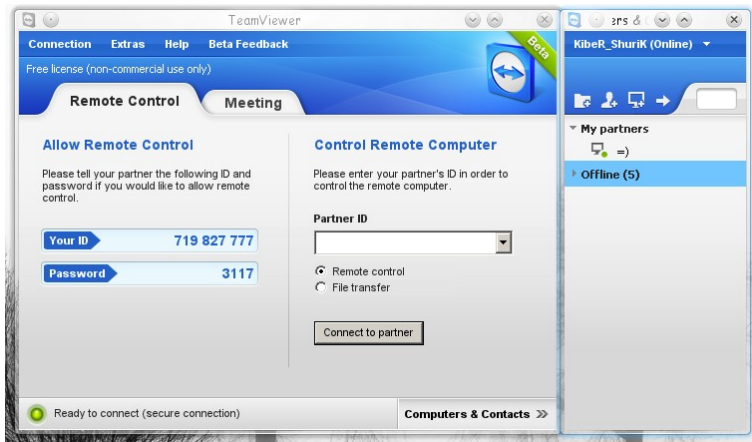 TeamViewer
Connection Extras Help Beta Feedback
Beta
Free license (non-commercial use only)
Remote Control Meeting
Allow Remote Control
Please tell your partner the following ID and
password if you would like to allow remote
control.
Your ID 719 827 777
Password 3117
Control Remote Computer
Please enter your partner's ID in order to
control the remote computer.
Partner ID
Remote control
File transfer
Connect to partner
Ready to connect (secure connection)
Computers & Contacts »
ers &
KibeR_ShuriK (Online)
My partners
=)
Offline (5)